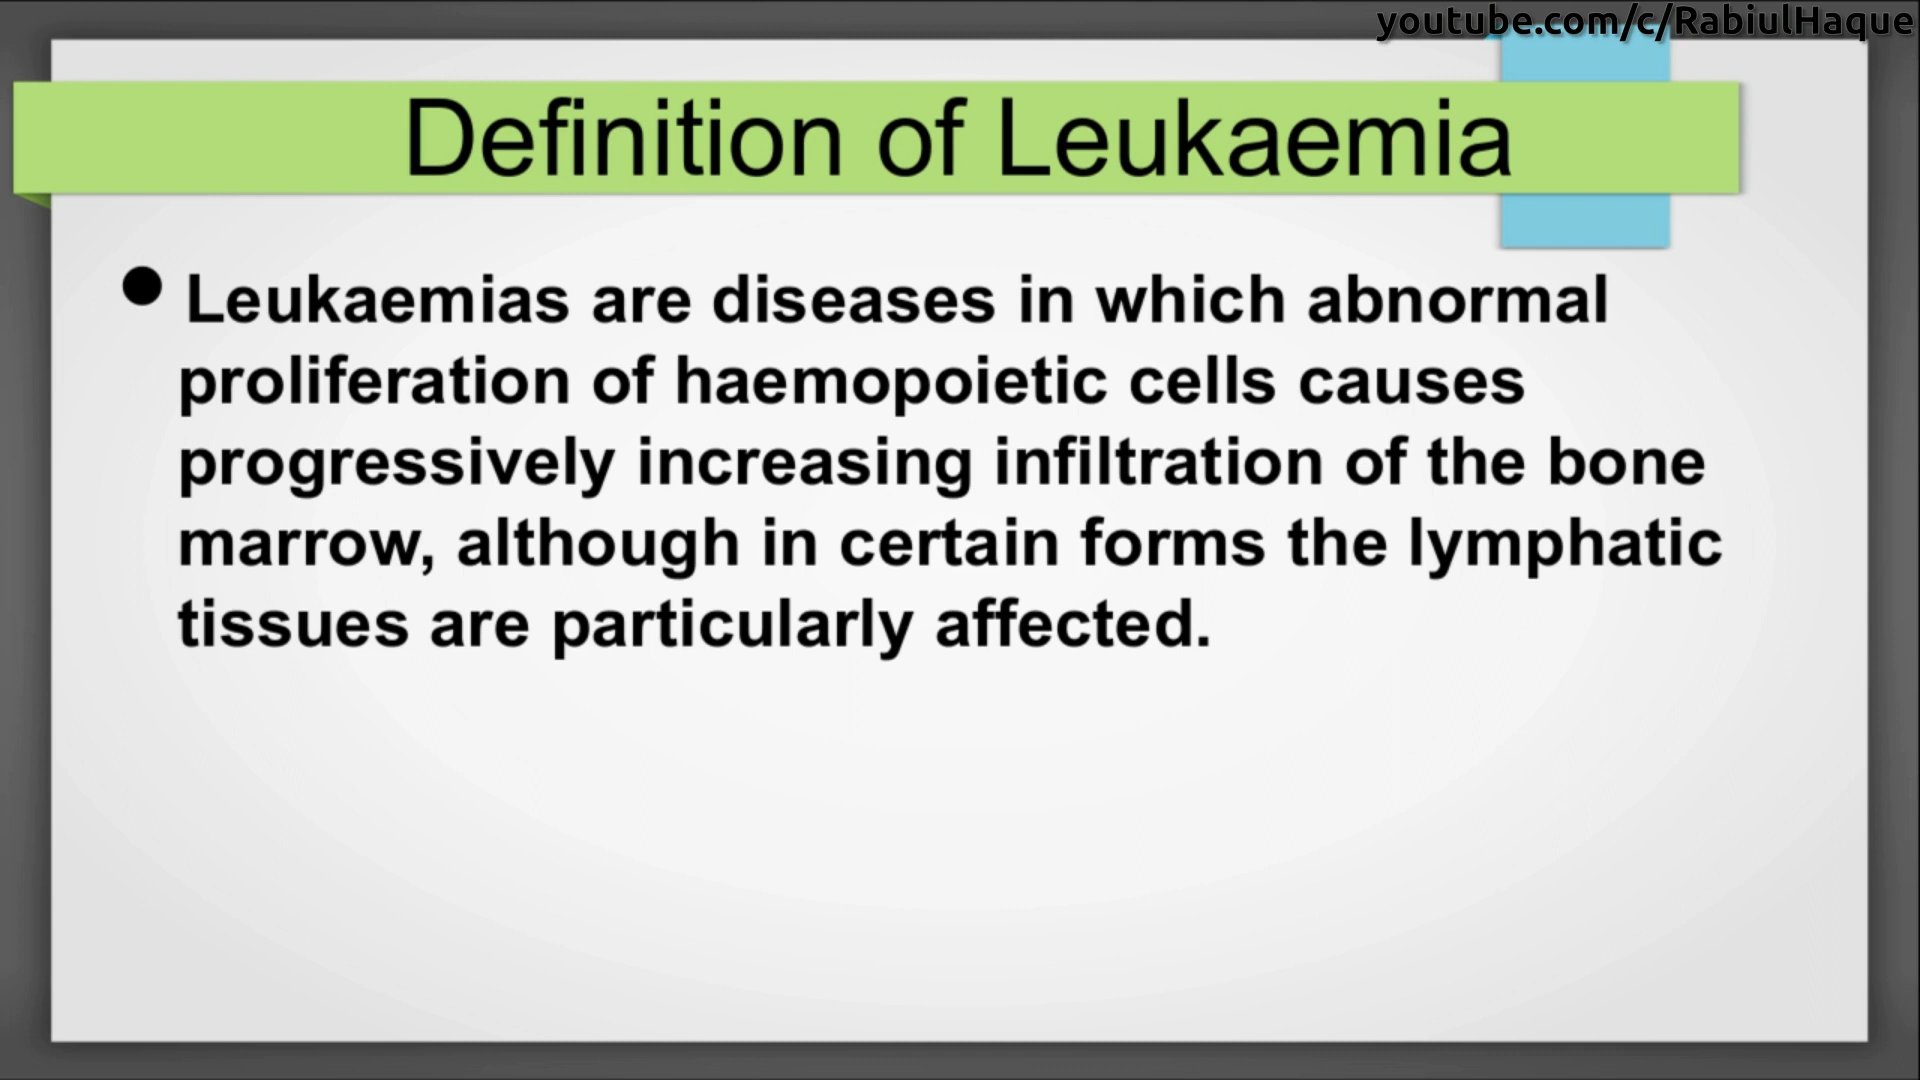 youtube.com/c/RabiulHaque
Definition of Leukaemia
● Leukaemias are diseases in which abnormal
proliferation of haemopoietic cells causes
progressively increasing infiltration of the bone
marrow, although in certain forms the lymphatic
tissues are particularly affected.